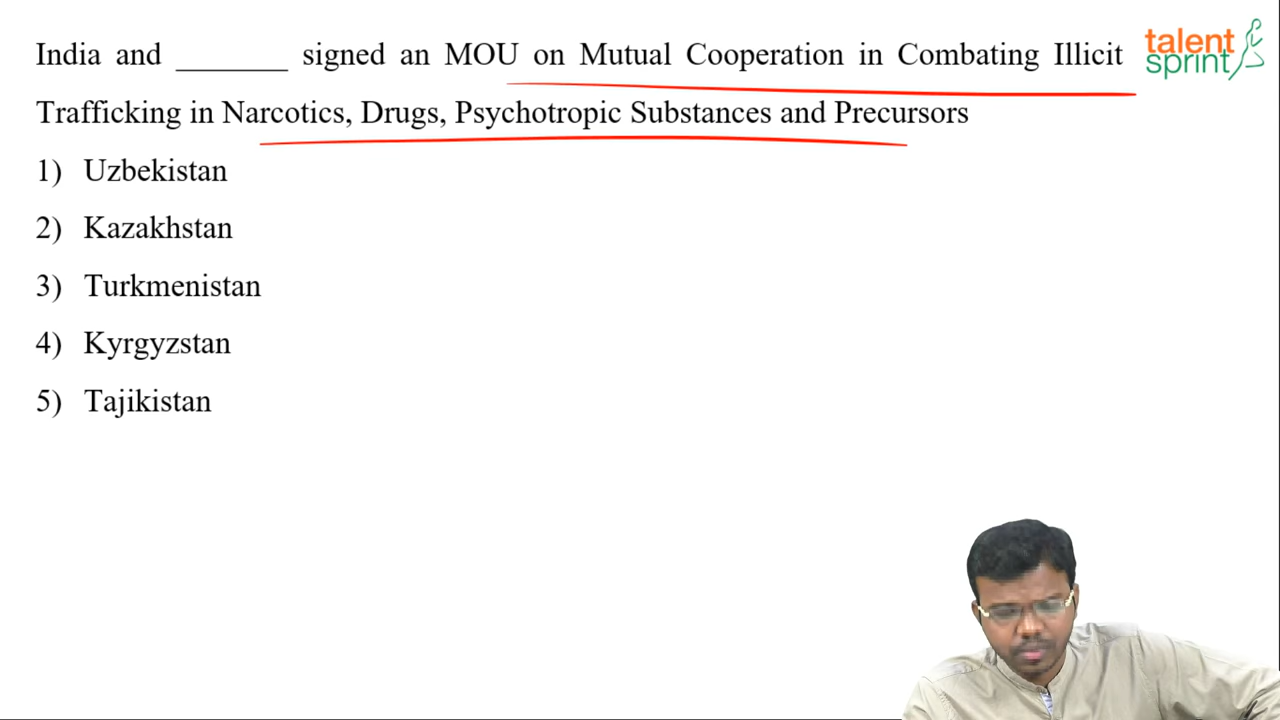 India and _______ signed an MOU on Mutual Cooperation in Combating Illicit
Trafficking in Narcotics, Drugs, Psychotropic Substances and Precursors
1) Uzbekistan
2) Kazakhstan
3) Turkmenistan
4) Kyrgyzstan
5) Tajikistan
talent
sprint